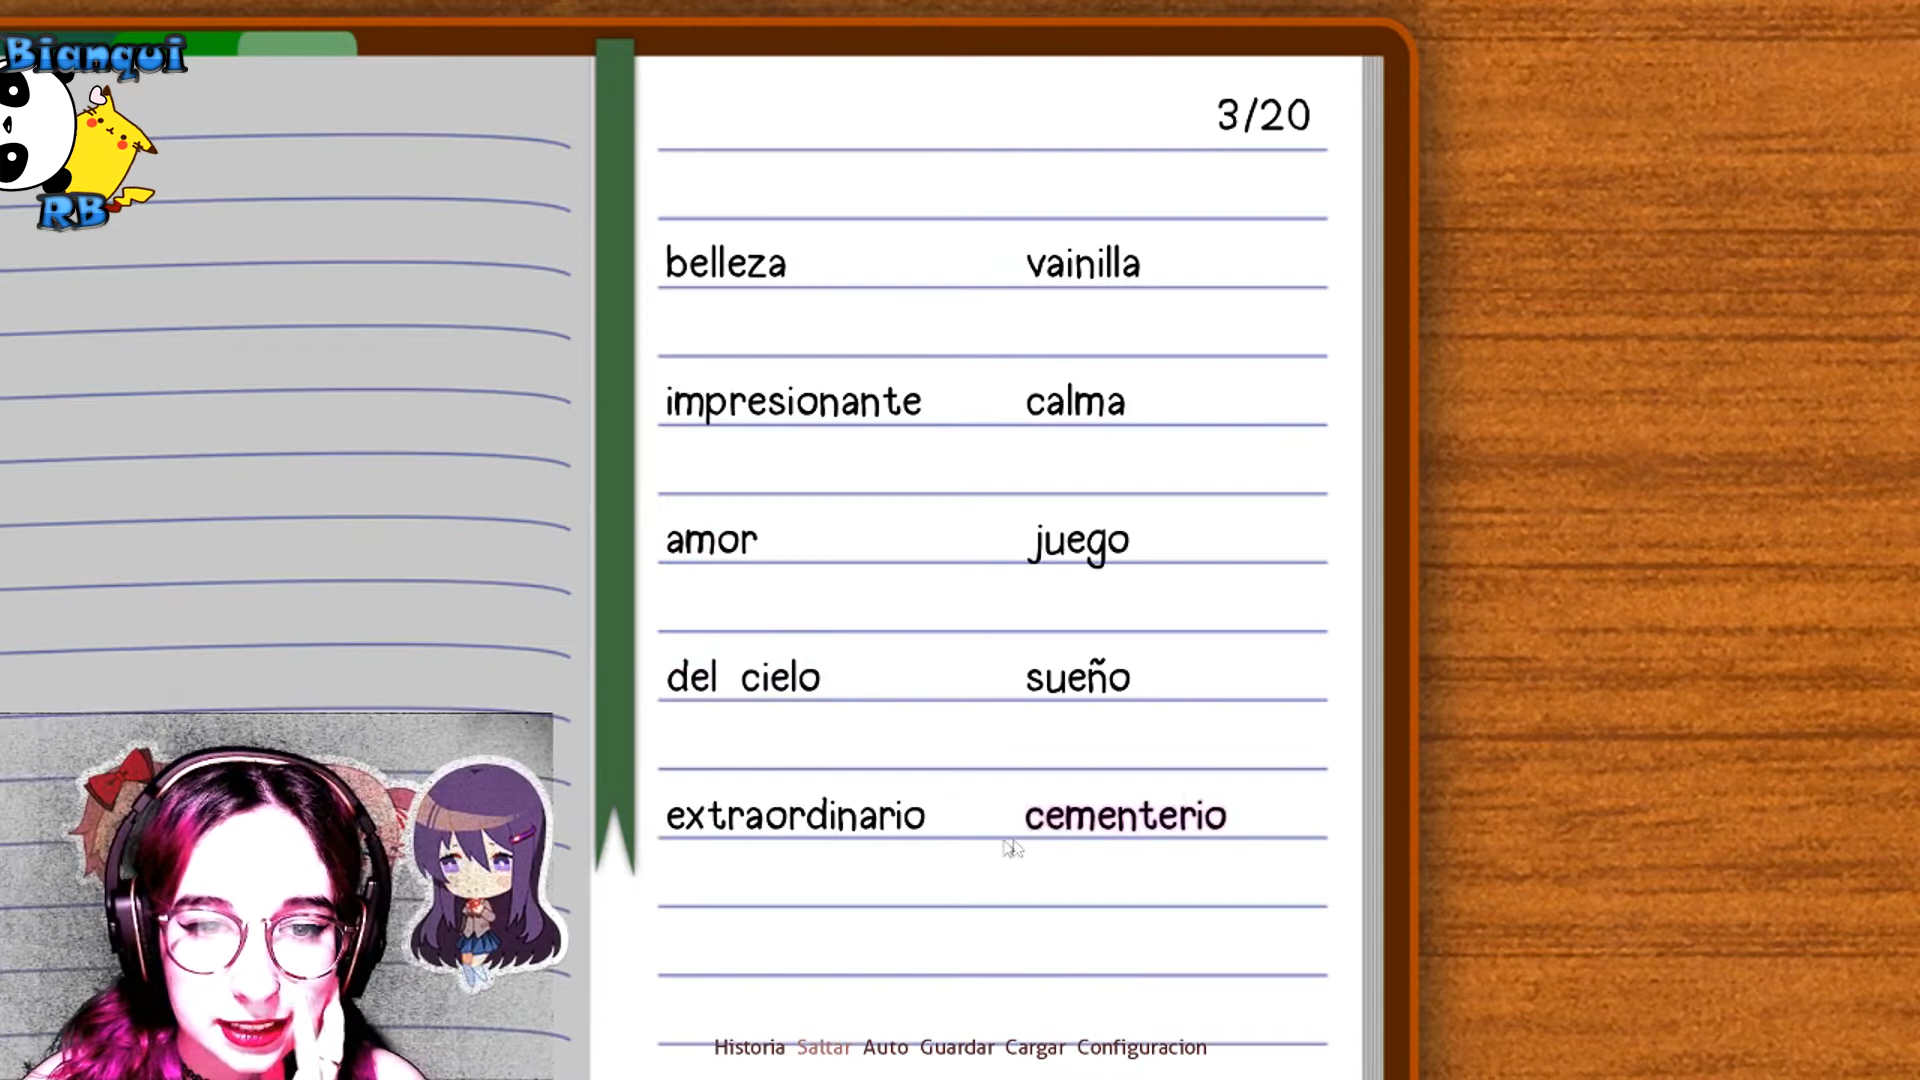 Bianqui
RB
3/20
belleza vainilla
impresionante calma
amor juego
del cielo sueño
extraordinario cementerio
Historia Saltar Auto Guardar Cargar Configuracion